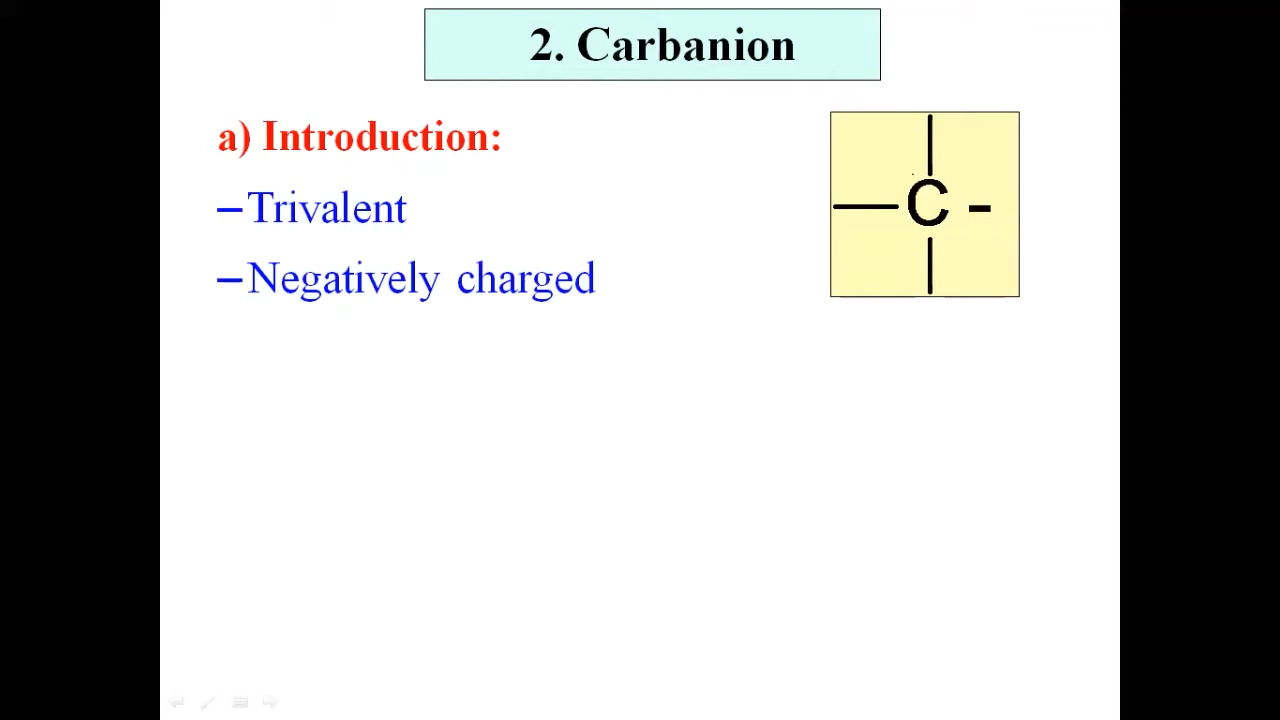 2. Carbanion
a) Introduction:
–Trivalent
–Negatively charged
C -